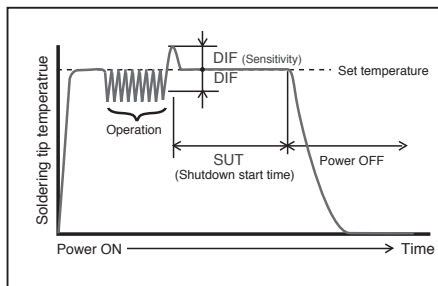 DIF (Sensitivity)
DIF
Set temperature
Operation
SUT
(Shutdown start time)
Power OFF
Soldering tip temperatrue
Power ON
Time